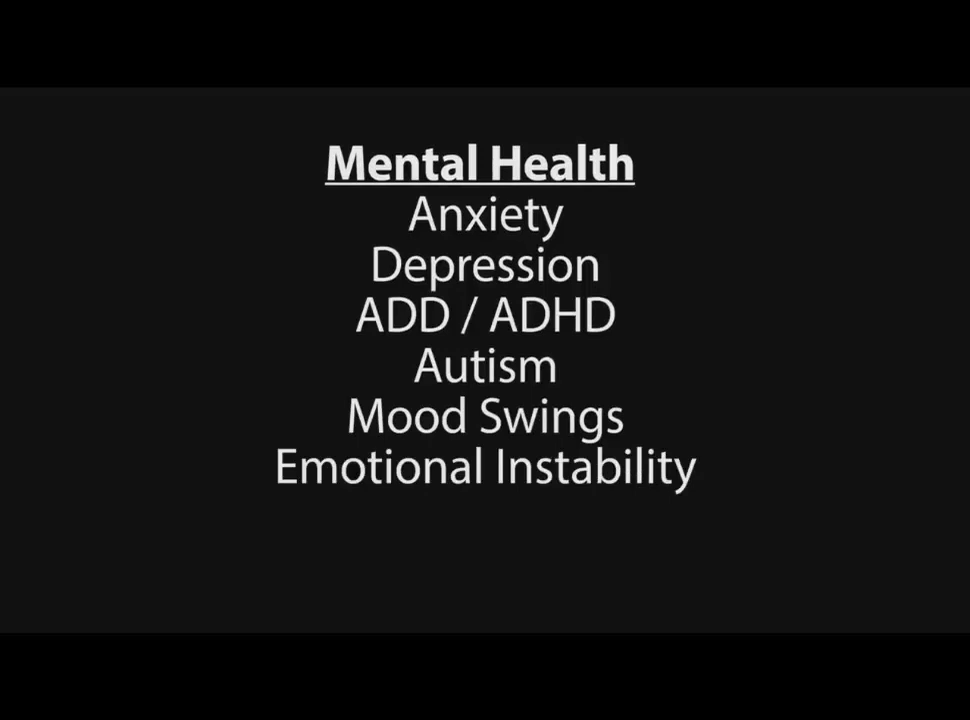 Mental Health
Anxiety
Depression
ADD / ADHD
Autism
Mood Swings
Emotional Instability